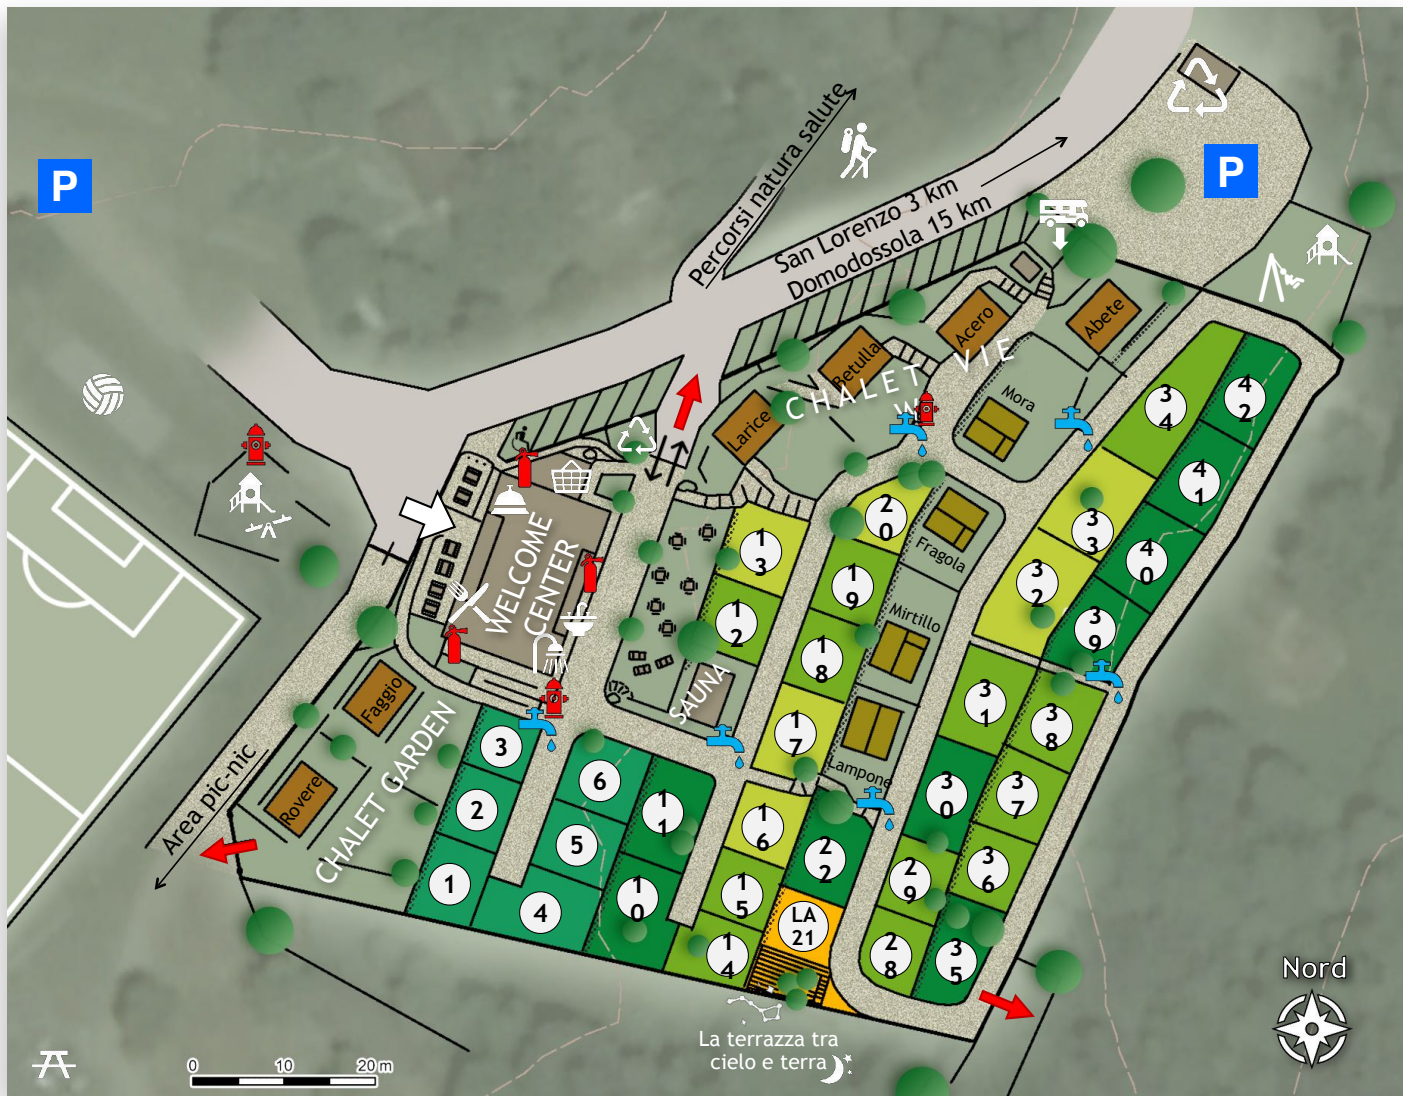 P
P
Percorsi natura salute
San Lorenzo 3 km
Domodossola 15 km
Acero
Abete
Betulla
Larice
CHALET VIE
W
Mora
34
42
41
33
40
32
39
20
Fragola
13
19
Mirtillo
12
18
WELCOME
CENTER
SAUNA
31
38
17
Lampone
Faggio
Rovere
CHALET GARDEN
Area pic-nic
3
6
2
11
5
1
10
4
16
22
30
37
15
29
36
LA
21
14
28
35
La terrazza tra
cielo e terra
Nord
0 10 20 m